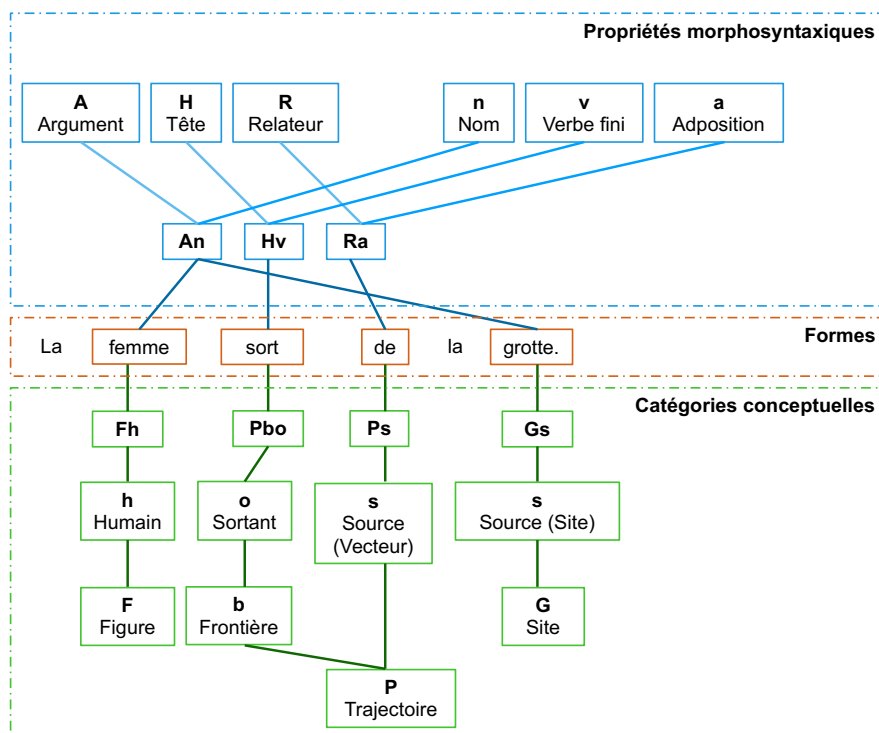 Propriétés morphosyntaxiques
A H R n v a
Argument Tête Relateur Nom Verbe fini Adposition
An Hv Ra
Formes
La femme sort de la grotte.
Catégories conceptuelles
Fh Pbo Ps Gs
h o s s
Humain Sortant Source Source (Site)
(Vecteur)
F b G
Figure Frontière Site
P
Trajectoire